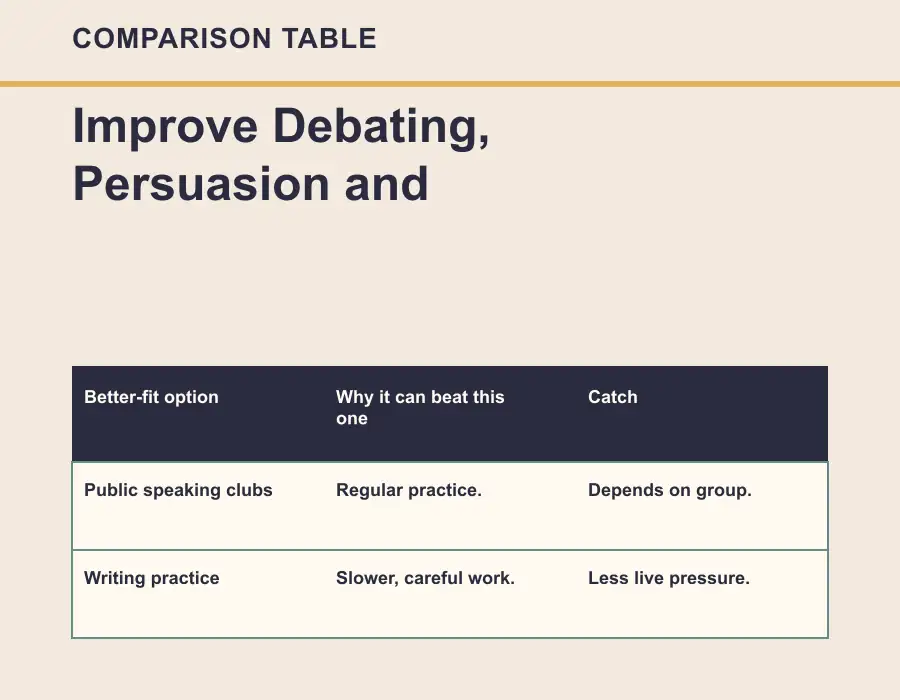 COMPARISON TABLE
Improve Debating,
Persuasion and
Better-fit option
Why it can beat this
one
Catch
Public speaking clubs
Regular practice.
Depends on group.
Writing practice
Slower, careful work.
Less live pressure.